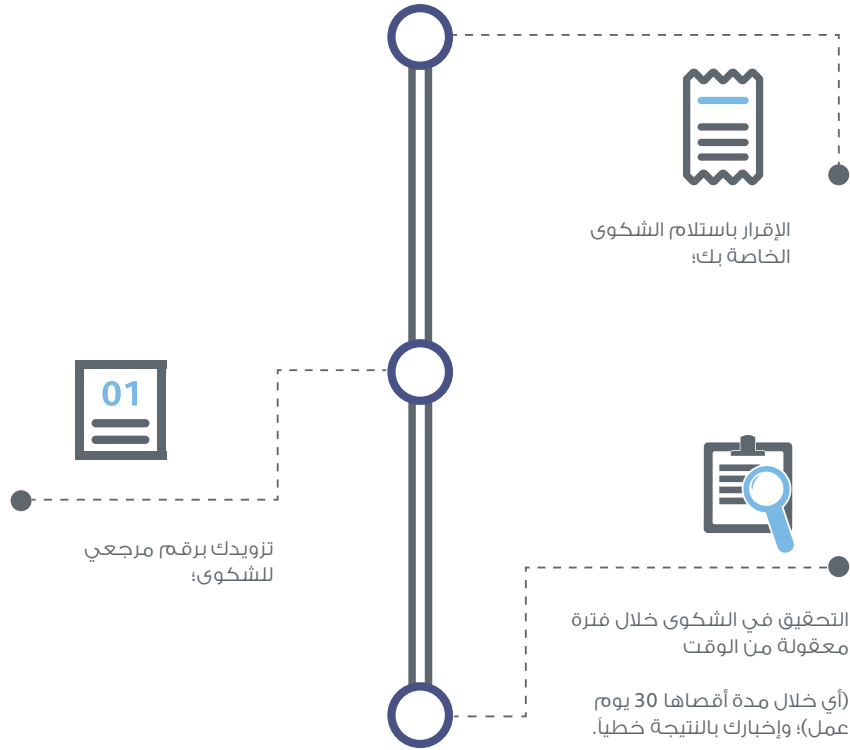 الإقرار باستلام الشكوى
الخاصة بك؛
01
تزويدك برقم مرجعي
للشكوى؛
التحقيق في الشكوى خلال فترة
معقولة من الوقت
(أي خلال مدة أقصاها 30 يوم
عمل)؛ وإخبارك بالنتيجة خطياً.